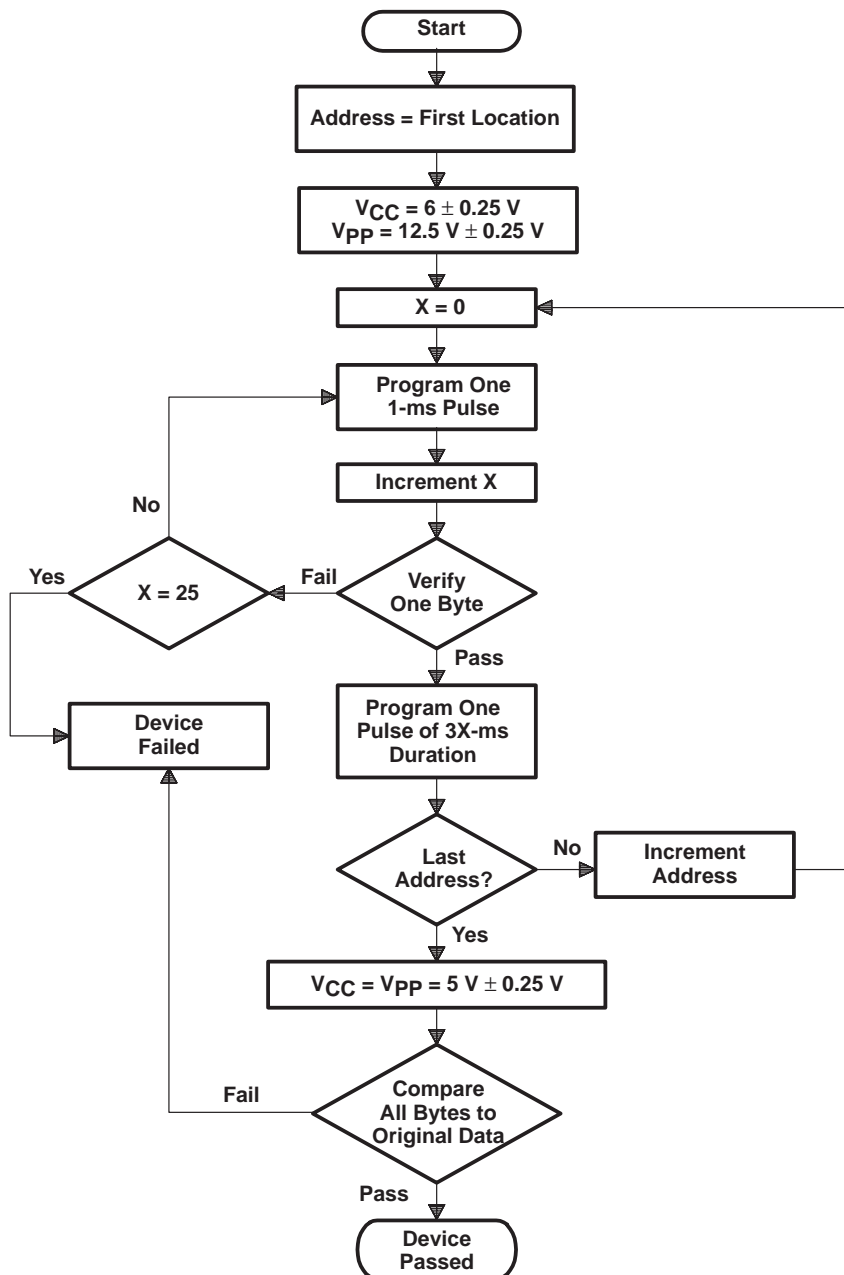 Start
Address = First Location
VCC = 6 ± 0.25 V
VPP = 12.5 V ± 0.25 V
X = 0
Program One
1-ms Pulse
Increment X
No
Yes
X = 25
Fail
Verify
One Byte
Pass
Device
Failed
Program One
Pulse of 3X-ms
Duration
Last
Address?
No
Increment
Address
Yes
VCC = VPP = 5 V ± 0.25 V
Fail
Compare
All Bytes to
Original Data
Pass
Device
Passed